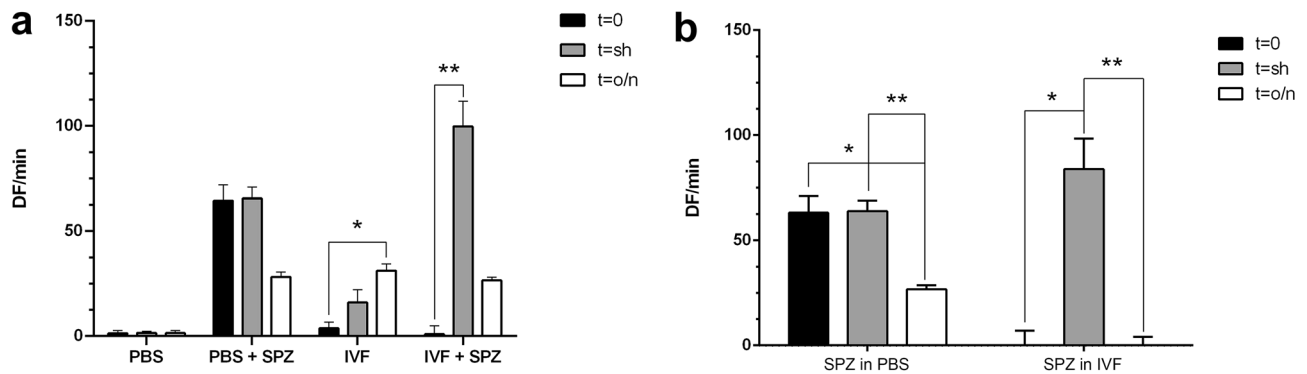 a
150
100
50
0
DF/min
**
*
PBS
PBS + SPZ
IVF
IVF + SPZ
t=0
t=sh
t=o/n
b
150
100
50
0
DF/min
*
**
*
**
SPZ in PBS
SPZ in IVF
t=0
t=sh
t=o/n